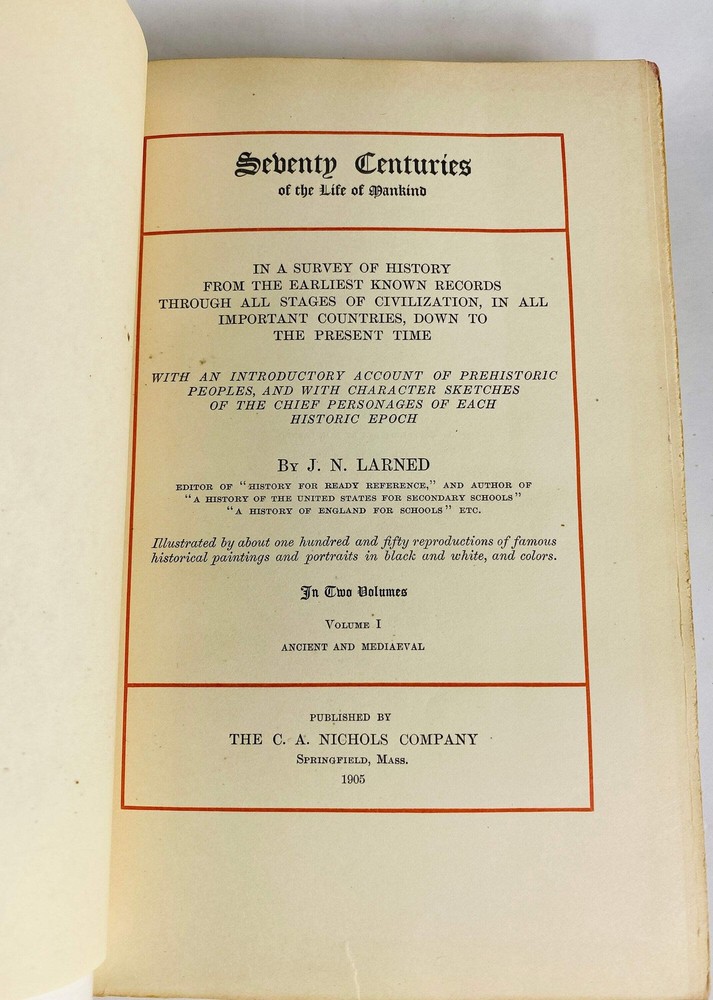 Seventy Centuries
of the Life of Mankind
IN A SURVEY OF HISTORY
FROM THE EARLIEST KNOWN RECORDS
THROUGH ALL STAGES OF CIVILIZATION, IN ALL
IMPORTANT COUNTRIES, DOWN TO
THE PRESENT TIME
WITH AN INTRODUCTORY ACCOUNT OF PREHISTORIC
PEOPLES, AND WITH CHARACTER SKETCHES
OF THE CHIEF PERSONAGES OF EACH
HISTORIC EPOCH
BY J. N. LARNED
EDITOR OF "HISTORY FOR READY REFERENCE," AND AUTHOR OF
"A HISTORY OF THE UNITED STATES FOR SECONDARY SCHOOLS"
"A HISTORY OF ENGLAND FOR SCHOOLS" ETC.
Illustrated by about one hundred and fifty reproductions of famous
historical paintings and portraits in black and white, and colors.
In Two Volumes
VOLUME I
ANCIENT AND MEDIAEVAL
PUBLISHED BY
THE C. A. NICHOLS COMPANY
SPRINGFIELD, MASS.
1905